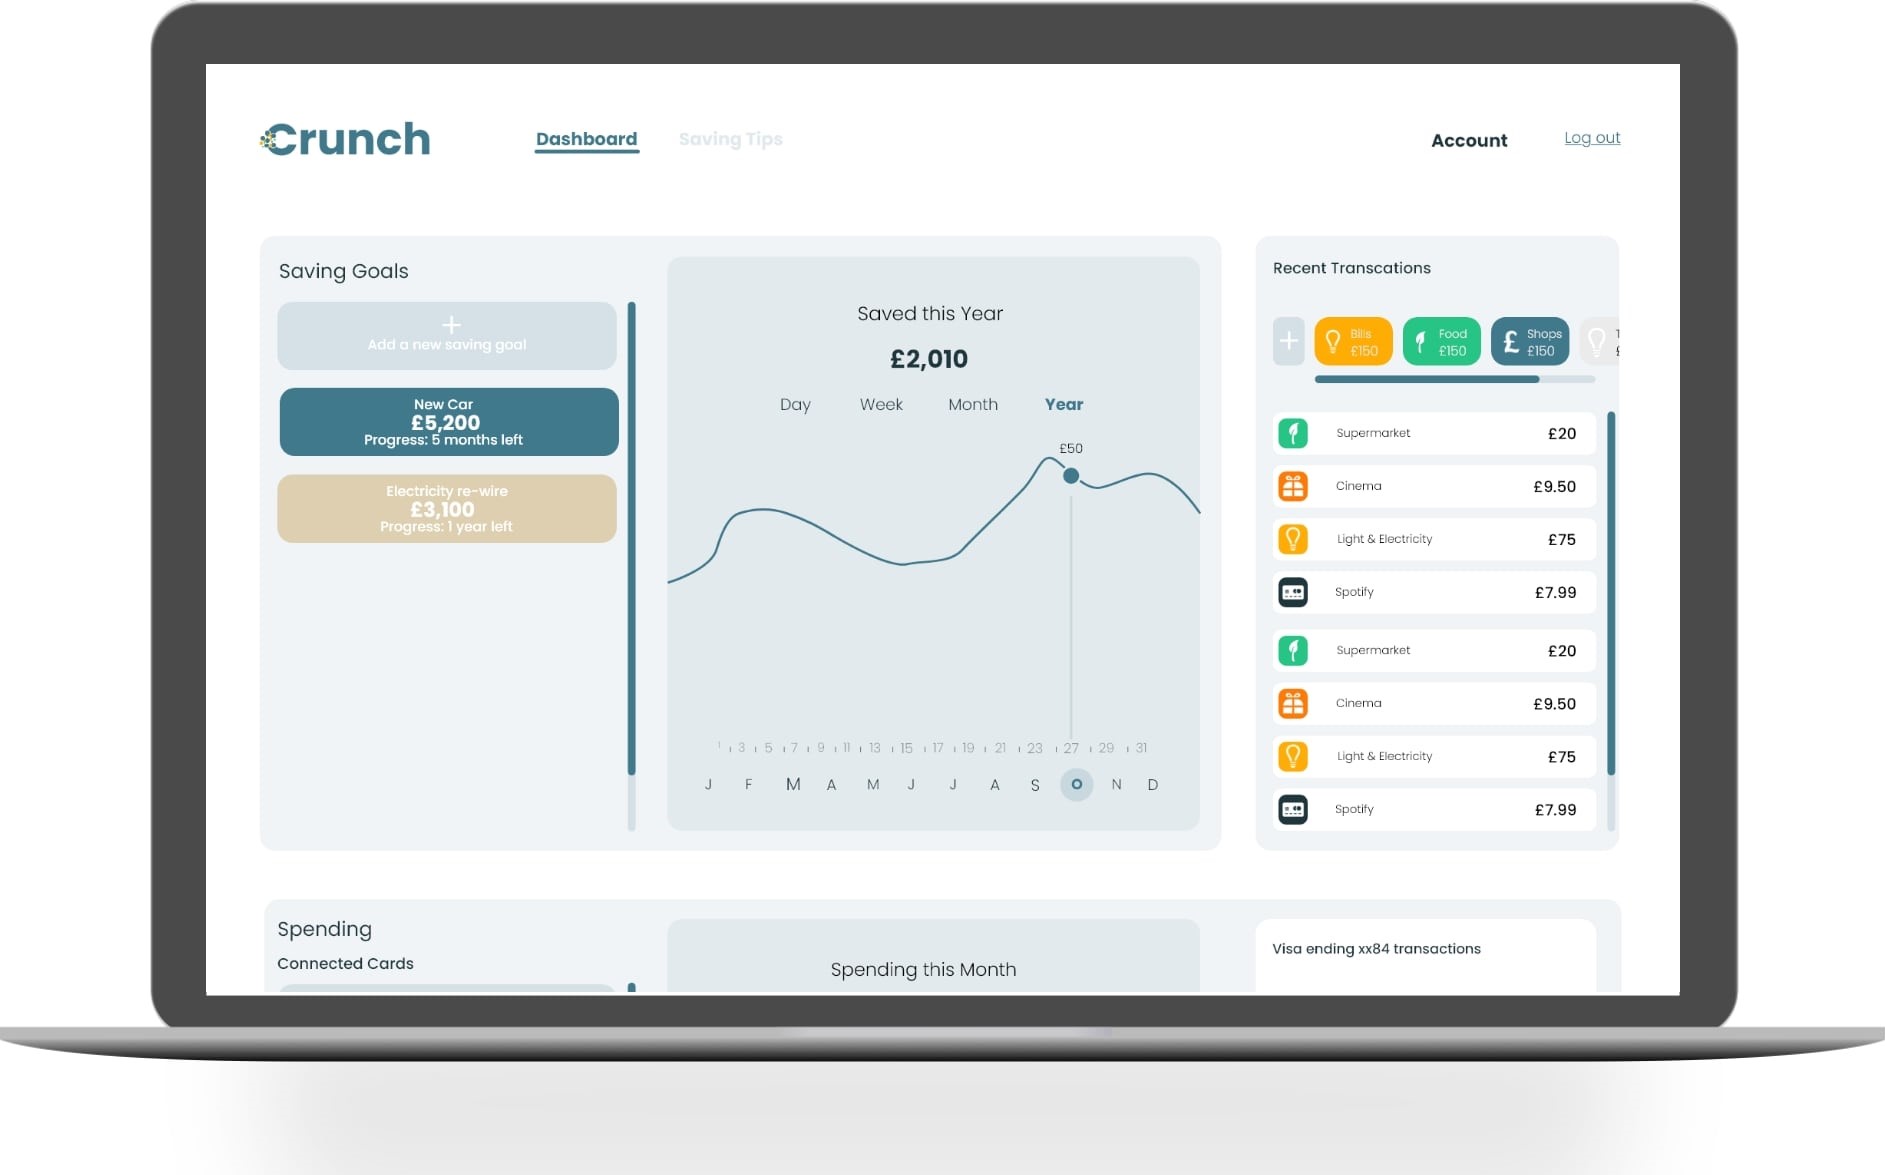 Crunch
Dashboard
Saving Tips
Account
Log out
Saving Goals
Add a new saving goal
New Car
£5,200
Progress: 5 months left
Electricity re-wire
£3,100
Progress: 1 year left
Saved this Year
£2,010
Day Week Month Year
£50
1 3 5 7 9 11 13 15 17 19 21 23 27 29 31
J F M A M J J A S O N D
Recent Transcations
Bills
£150
Food
£150
£
Shops
£150
Supermarket £20
Cinema £9.50
Light & Electricity £75
Spotify £7.99
Supermarket £20
Cinema £9.50
Light & Electricity £75
Spotify £7.99
Spending
Connected Cards
Spending this Month
Visa ending xx84 transactions